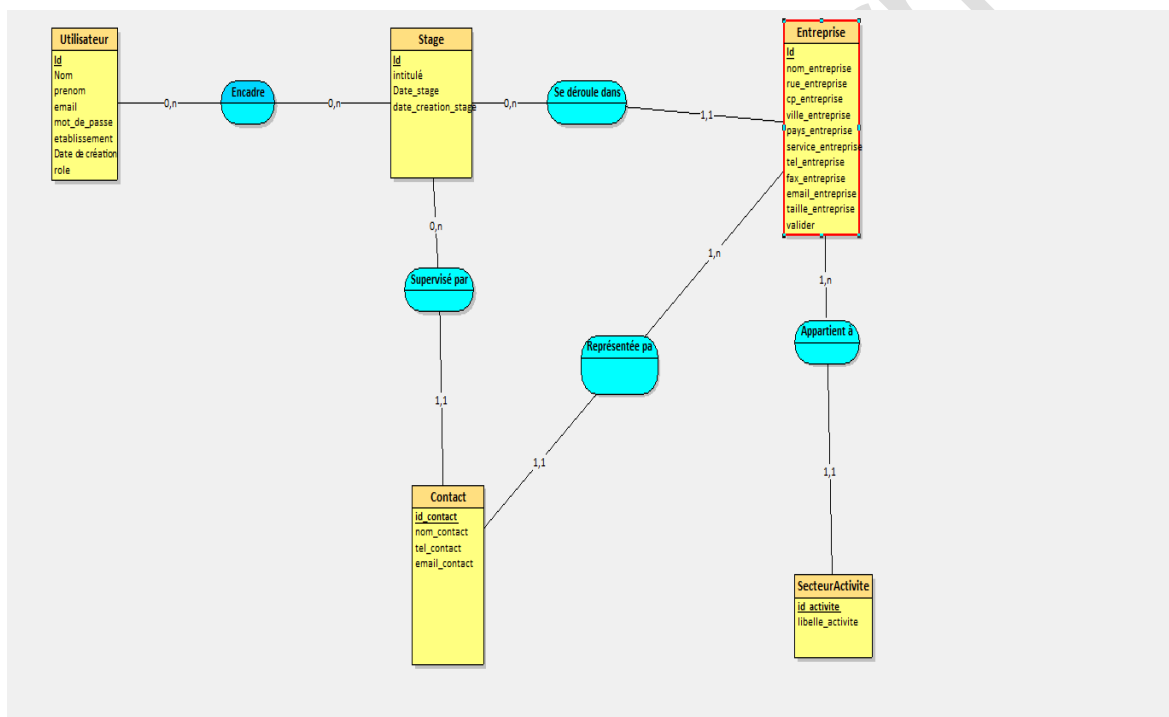 Utilisateur
Id
Nom
prenom
email
mot_de_passe
etablissement
Date de création
role
0,n
Encadre
0,n
Stage
Id
intitulé
Date_stage
date_creation_stage
0,n
Se déroule dans
1,1
Entreprise
Id
nom_entreprise
rue_entreprise
cp_entreprise
ville_entreprise
pays_entreprise
service_entreprise
tel_entreprise
fax_entreprise
email_entreprise
taille_entreprise
valider
0,n
Supervisé par
1,1
1,n
Représentée pa
1,1
1,n
Appartient à
1,1
Contact
id_contact
nom_contact
tel_contact
email_contact
SecteurActivite
id_activite
libelle_activite